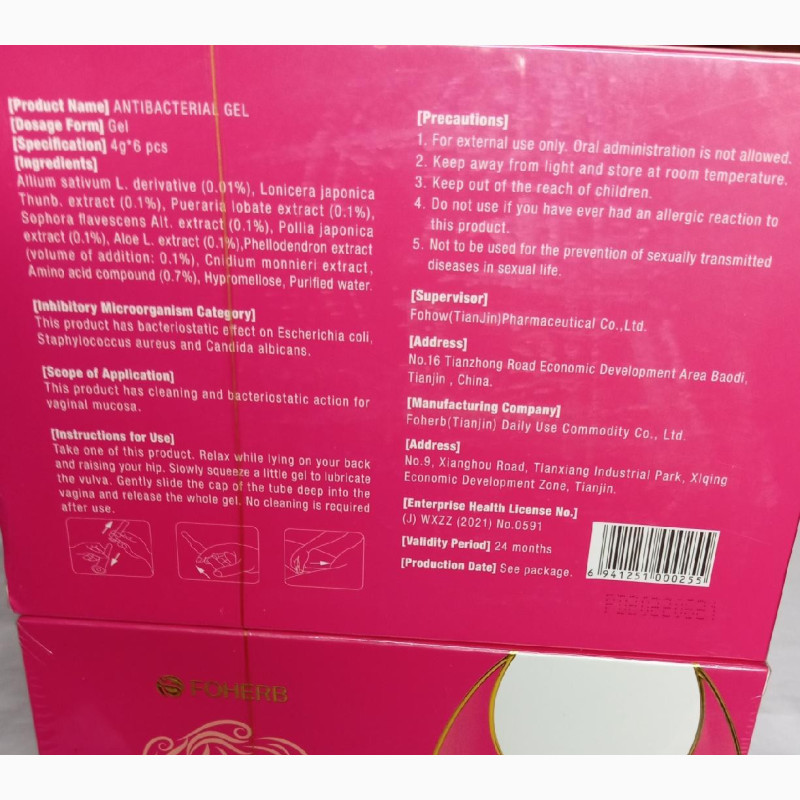 [Product Name] ANTIBACTERIAL GEL
[Dosage Form] Gel
[Specification] 4g*6 pcs
[Ingredients]
Allium sativum L. derivative (0.01%), Lonicera japonica
Thunb. extract (0.1%), Pueraria lobate extract (0.1%),
Sophora flavescens Alt. extract (0.1%), Pollia japonica
extract (0.1%), Aloe L. extract (0.1%),Phellodendron extract
(volume of addition: 0.1%), Cnidium monnieri extract,
Amino acid compound (0.7%), Hypromellose, Purified water.
[Inhibitory Microorganism Category]
This product has bacteriostatic effect on Escherichia coli,
Staphylococcus aureus and Candida albicans.
[Scope of Application]
This product has cleaning and bacteriostatic action for
vaginal mucosa.
[Instructions for Use]
Take one of this product. Relax while lying on your back
and raising your hip. Slowly squeeze a little gel to lubricate
the vulva. Gently slide the cap of the tube deep into the
vagina and release the whole gel. No cleaning is required
after use.
[Precautions]
1. For external use only. Oral administration is not allowed.
2. Keep away from light and store at room temperature.
3. Keep out of the reach of children.
4. Do not use if you have ever had an allergic reaction to
this product.
5. Not to be used for the prevention of sexually transmitted
diseases in sexual life.
[Supervisor]
Fohow(TianJin)Pharmaceutical Co.,Ltd.
[Address]
No.16 Tianzhong Road Economic Development Area Baodi,
Tianjin , China.
[Manufacturing Company]
Foherb(Tianjin) Daily Use Commodity Co., Ltd.
[Address]
No.9, Xianghou Road, Tianxiang Industrial Park, Xiqing
Economic Development Zone, Tianjin.
[Enterprise Health License No.]
(J) WXZZ (2021) No.0591
[Validity Period] 24 months
[Production Date] See package.
6 941251 000255
PD20220521
FOHERB